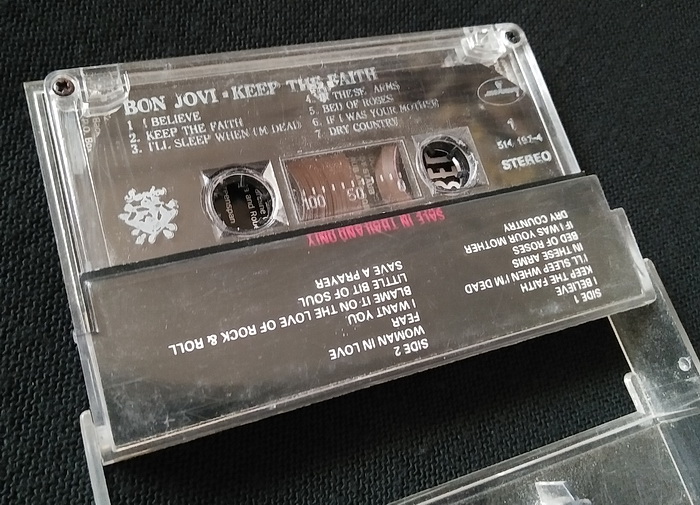 BON JOVI - KEEP THE FAITH
1 I BELIEVE
2. KEEP THE FAITH
3. I'LL SLEEP WHEN I'M DEAD
4. THESE ARMS
5. BED OF ROSES
6. IF I WAS YOUR MOTHER
7. DRY COUNTRY
1
STEREO
100 50 0
SALE IN THAILAND ONLY
SIDE 1
I BELIEVE
KEEP THE FAITH
I'LL SLEEP WHEN I'M DEAD
IN THESE ARMS
BED OF ROSES
IF I WAS YOUR MOTHER
DRY COUNTRY
SIDE 2
WOMAN IN LOVE
FEAR
I WANT YOU
BLAME IT ON THE LOVE OF ROCK & ROLL
LITTLE BIT OF SOUL
SAVE A PRAYER